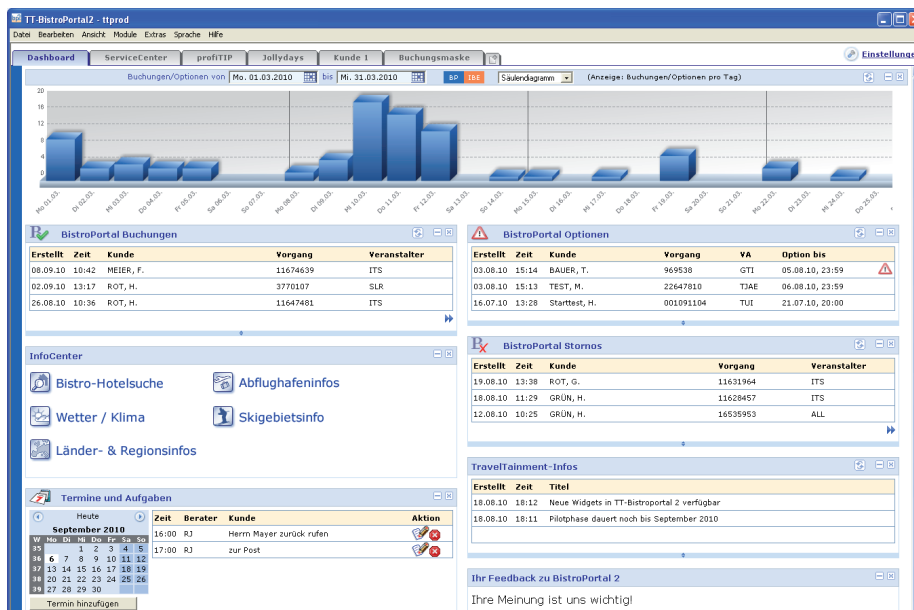 TT-BistroPortal2 - ttprod
Datei Bearbeiten Ansicht Module Extras Sprache Hilfe
Dashboard ServiceCenter profiTIP Jollydays Kunde 1 Buchungsmaske
Einstellunge
Buchungen/Optionen von Mo. 01.03.2010 bis Mi. 31.03.2010 BP IBE Säulendiagramm (Anzeige: Buchungen/Optionen pro Tag)
20
16
12
8
4
0
Mo 01.03. Di 02.03. Mi 03.03. Do 04.03. Fr 05.03. Sa 06.03. So 07.03. Mo 08.03. Di 09.03. Mi 10.03. Do 11.03. Fr 12.03. Sa 13.03. So 14.03. Mo 15.03. Di 16.03. Mi 17.03. Do 18.03. Fr 19.03. Sa 20.03. So 21.03. Mo 22.03. Di 23.03. Mi 24.03. Do 25.03.
BistroPortal Buchungen
Erstellt Zeit Kunde Vorgang Veranstalter
08.09.10 10:42 MEIER, F. 11674639 ITS
02.09.10 13:17 ROT, H. 3770107 SLR
26.08.10 10:36 ROT, H. 11647481 ITS
BistroPortal Optionen
Erstellt Zeit Kunde Vorgang VA Option bis
03.08.10 15:14 BAUER, T. 969538 GTI 05.08.10, 23:59
03.08.10 15:13 TEST, M. 22647810 TJAE 06.08.10, 23:59
16.07.10 13:28 Starttest, H. 001091104 TUI 21.07.10, 20:00
InfoCenter
Bistro-Hotelsuche Abflughafeninfos
Wetter / Klima Skigebietsinfo
Länder- & Regionsinfos
BistroPortal Stornos
Erstellt Zeit Kunde Vorgang Veranstalter
19.08.10 13:38 ROT, G. 11631964 ITS
18.08.10 11:29 GRÜN, H. 11628457 ITS
12.08.10 10:25 GRÜN, H. 16535953 ALL
TravelTainment-Infos
Erstellt Zeit Titel
18.08.10 18:12 Neue Widgets in TT-Bistroportal 2 verfügbar
18.08.10 18:11 Pilotphase dauert noch bis September 2010
Termine und Aufgaben
Heute
September 2010
W Mo Di Mi Do Fr Sa So
35 1 2 3 4 5
36 6 7 8 9 10 11 12
37 13 14 15 16 17 18 19
38 20 21 22 23 24 25 26
39 27 28 29 30
Termin hinzufügen
Zeit Berater Kunde Aktion
16:00 RJ Herrn Mayer zurück rufen
17:00 RJ zur Post
Ihr Feedback zu BistroPortal 2
Ihre Meinung ist uns wichtig!